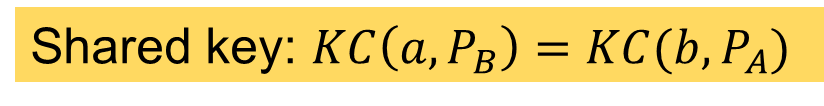 Shared key: KC(a, P_B) = KC(b, P_A)